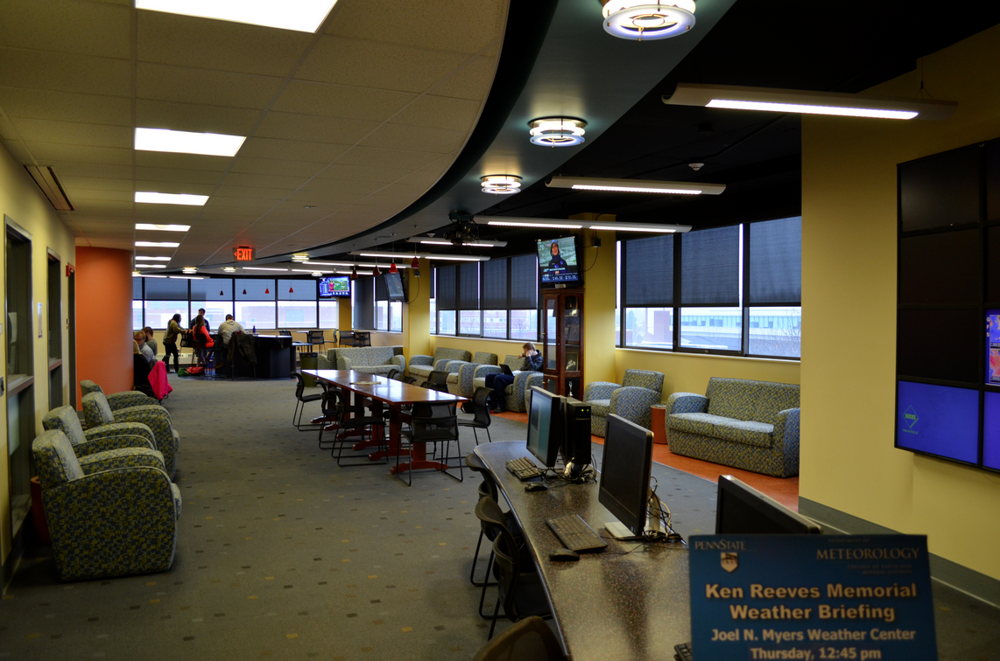 EXIT
PENNSTATE
METEOROLOGY
Ken Reeves Memorial
Weather Briefing
Joel N. Myers Weather Center
Thursday, 12:45 pm